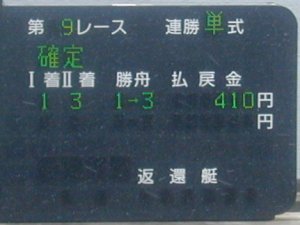 第 9レース 連勝単式
確定
I着II着 勝舟 払戻金
1 3 1→3 410円
円
返還艇